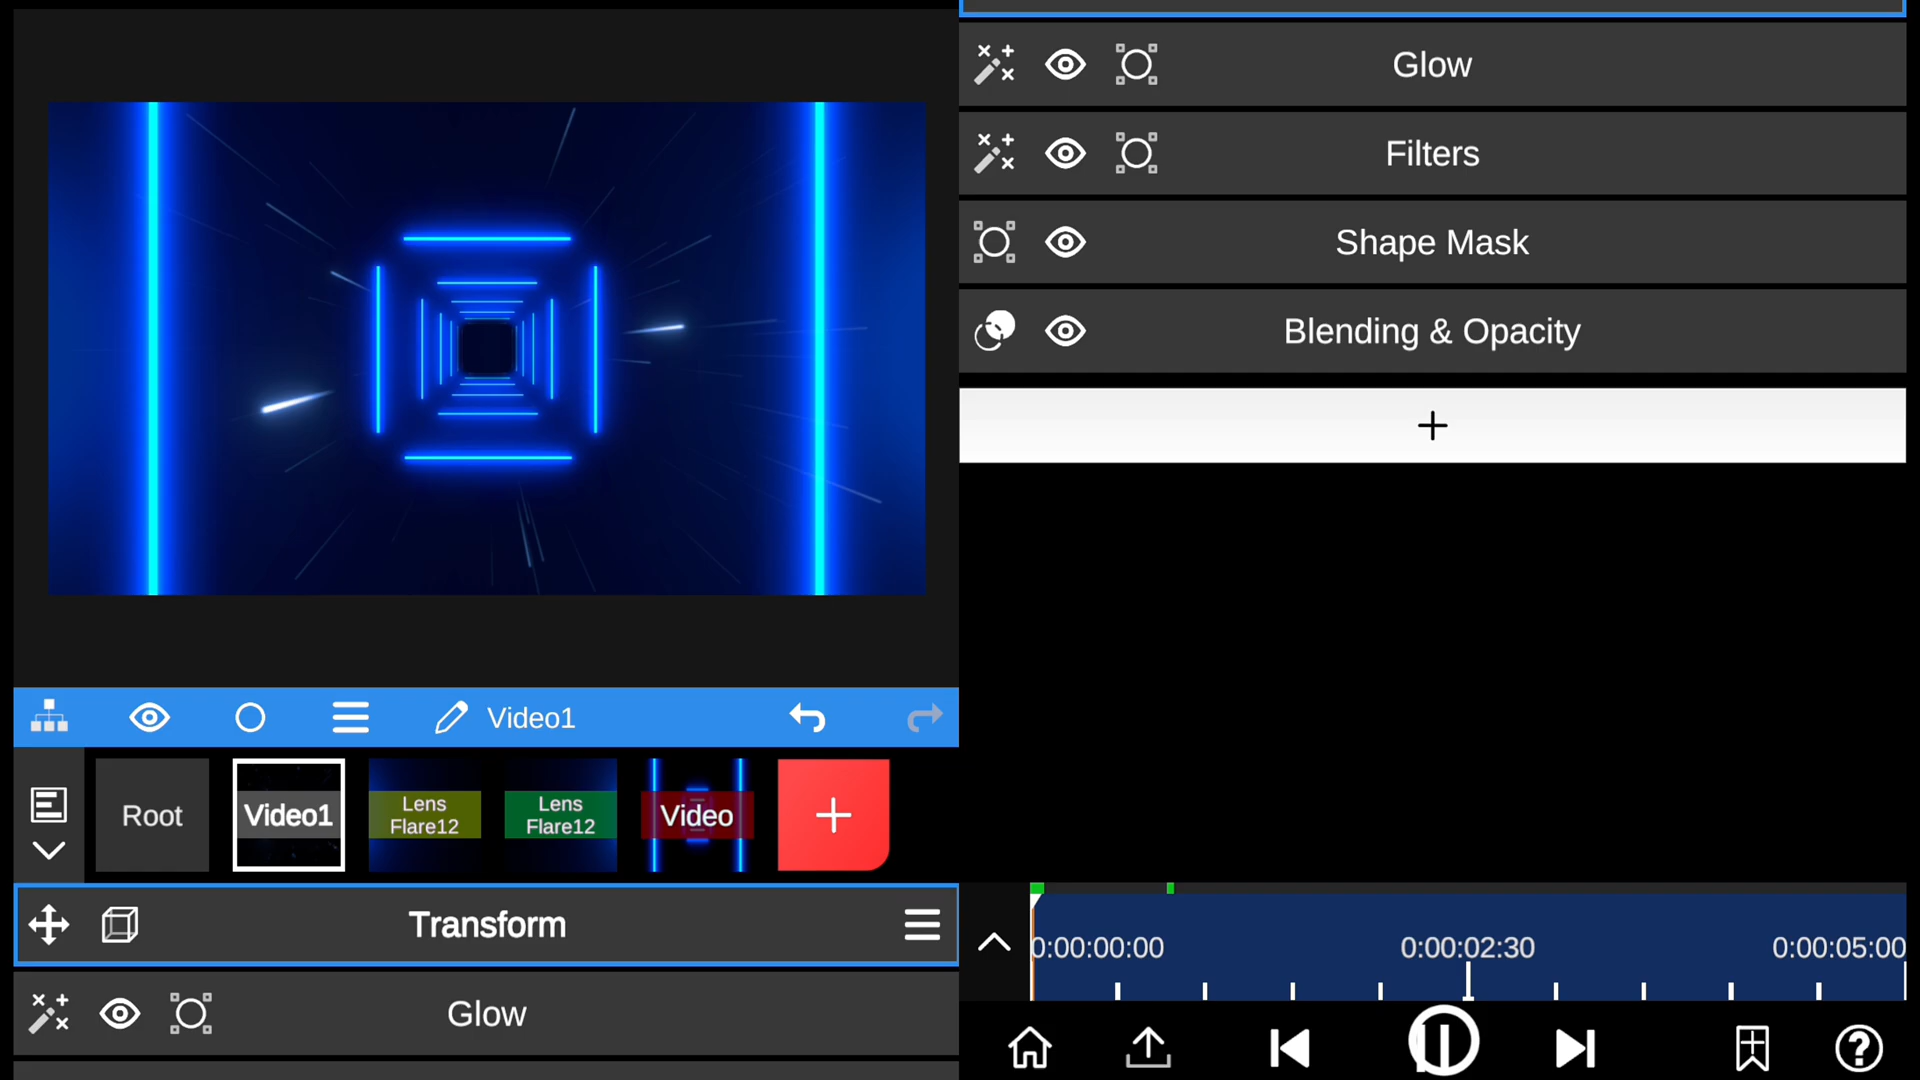 Glow
Filters
Shape Mask
Blending & Opacity
Video1
Root
Video1
Lens
Flare12
Lens
Flare12
Video
Transform
Glow
0:00:00:00
0:00:02:30
0:00:05:00